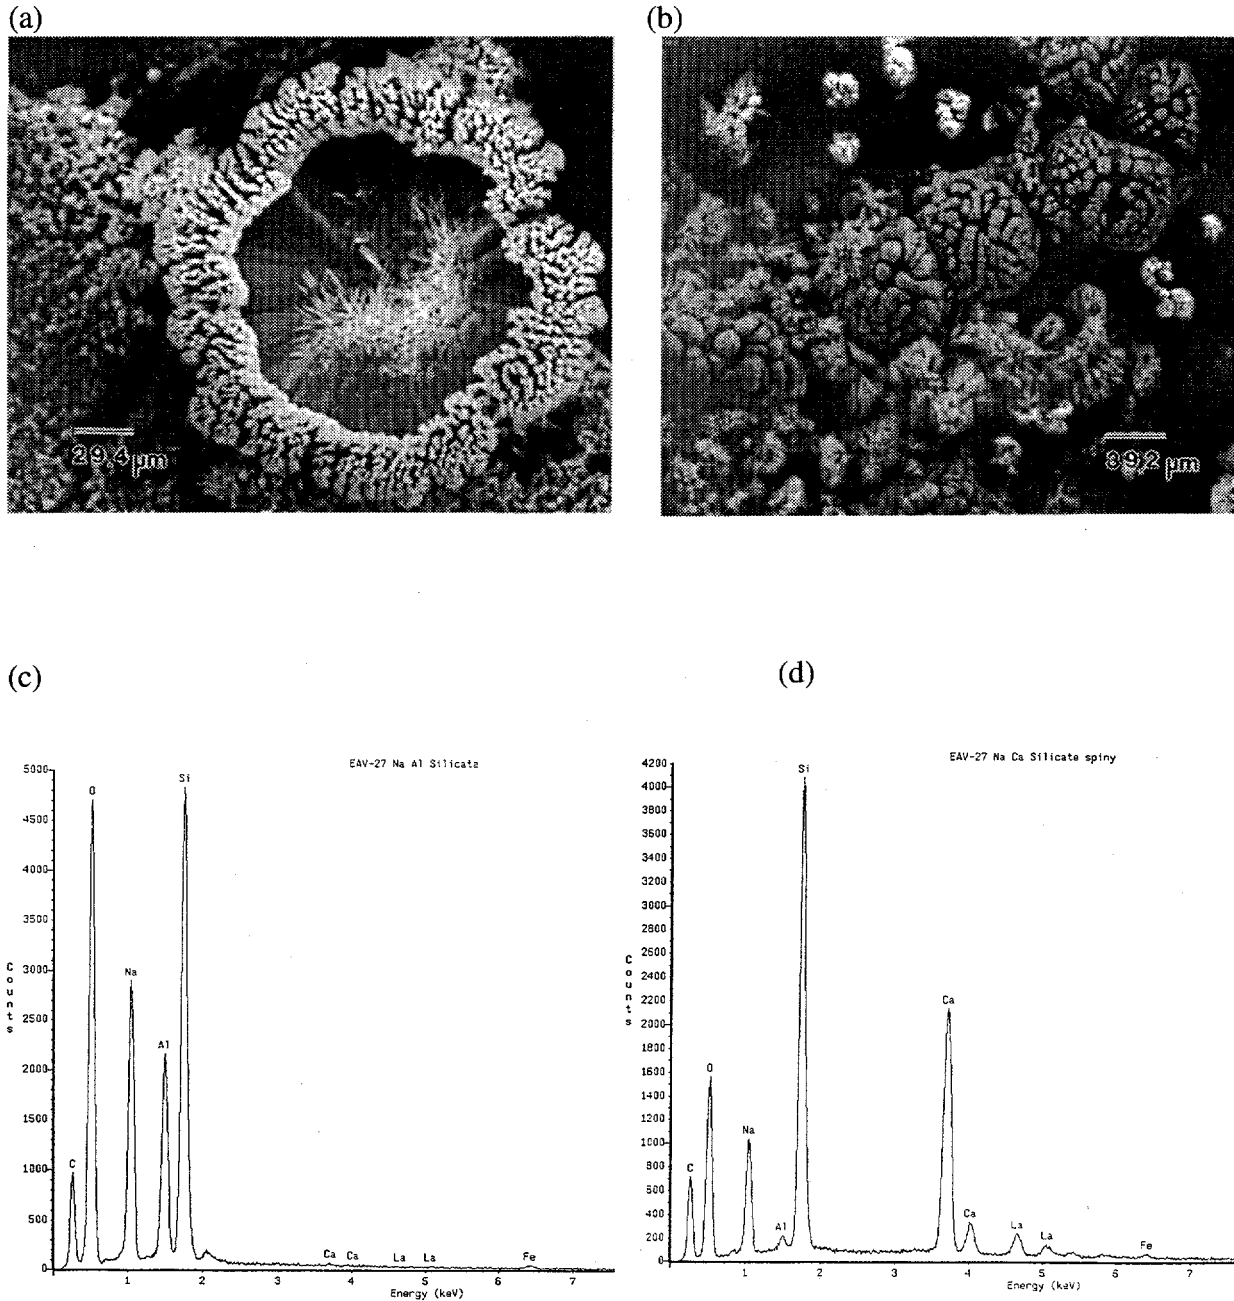 (a)
(b)
29.4 µm
39.2 µm
(c)
(d)
EAV-27 Na Al Silicate
5000
4500
4000
3500
3000
2500
2000
1500
1000
500
0
Counts
C
O
Na
Al
Si
Ca
Ca
La
La
Fe
1
2
3
4
5
6
7
Energy (keV)
EAV-27 Na Ca Silicate spiny
4200
4000
3800
3600
3400
3200
3000
2800
2600
2400
2200
2000
1800
1600
1400
1200
1000
800
600
400
200
0
Counts
C
O
Na
Al
Si
Ca
Ca
La
La
Fe
1
2
3
4
5
6
7
Energy (keV)